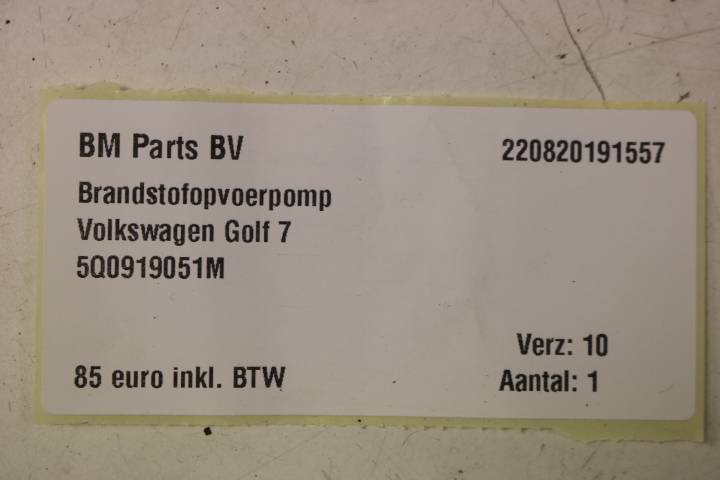 BM Parts BV 220820191557
Brandstofopvoerpomp
Volkswagen Golf 7
5Q0919051M
Verz: 10
85 euro inkl. BTW Aantal: 1